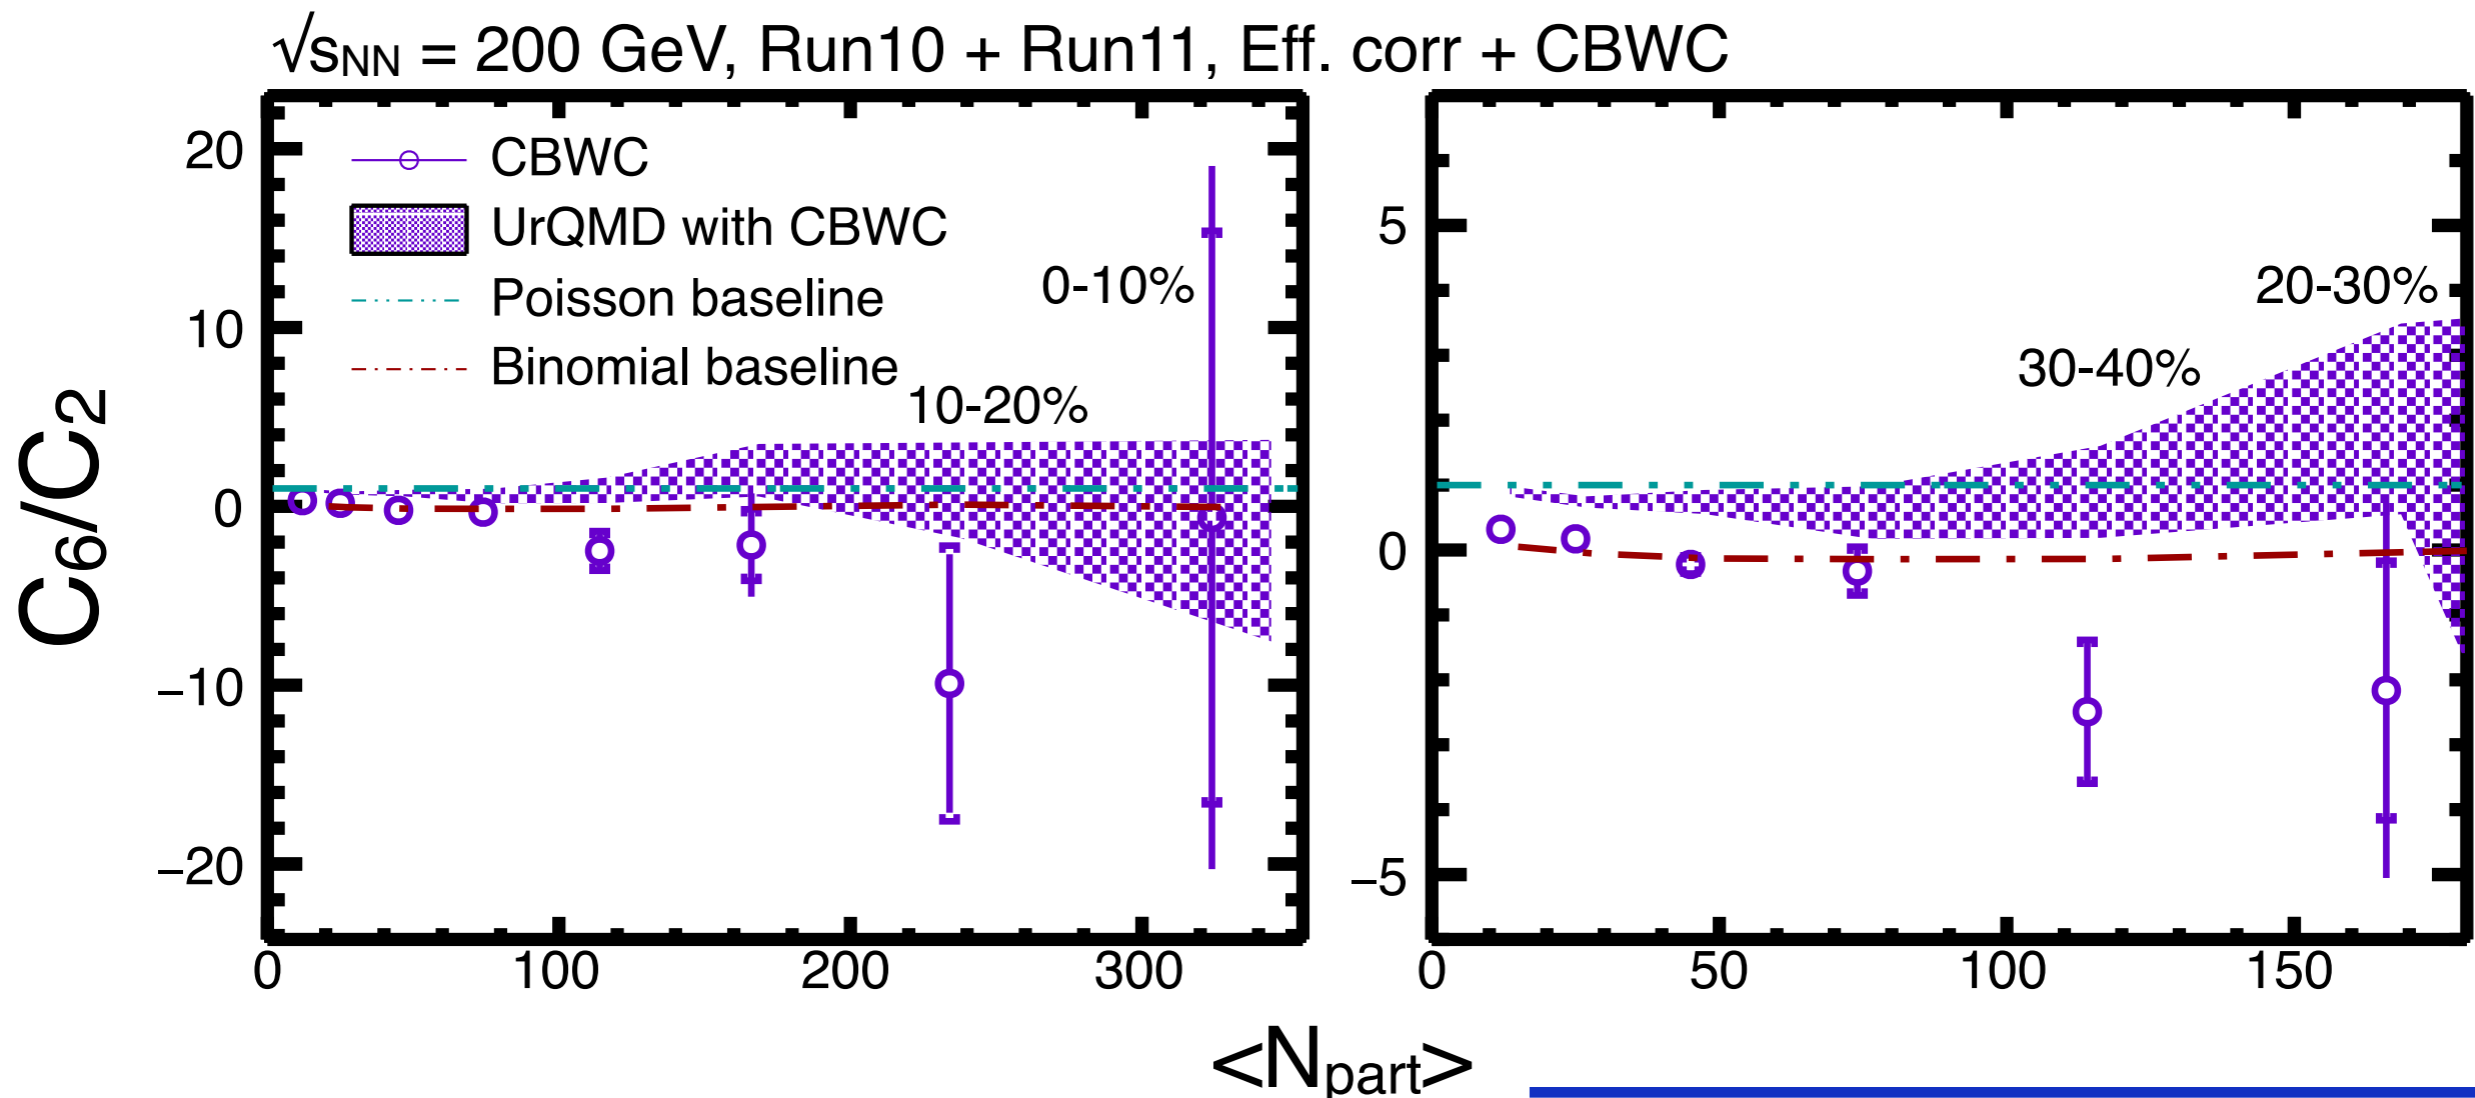 √sNN = 200 GeV, Run10 + Run11, Eff. corr + CBWC
C6/C2
20
10
0
−10
−20
CBWC
UrQMD with CBWC
Poisson baseline
Binomial baseline
0-10%
10-20%
0 100 200 300
5
0
−5
20-30%
30-40%
0 50 100 150
<Npart>